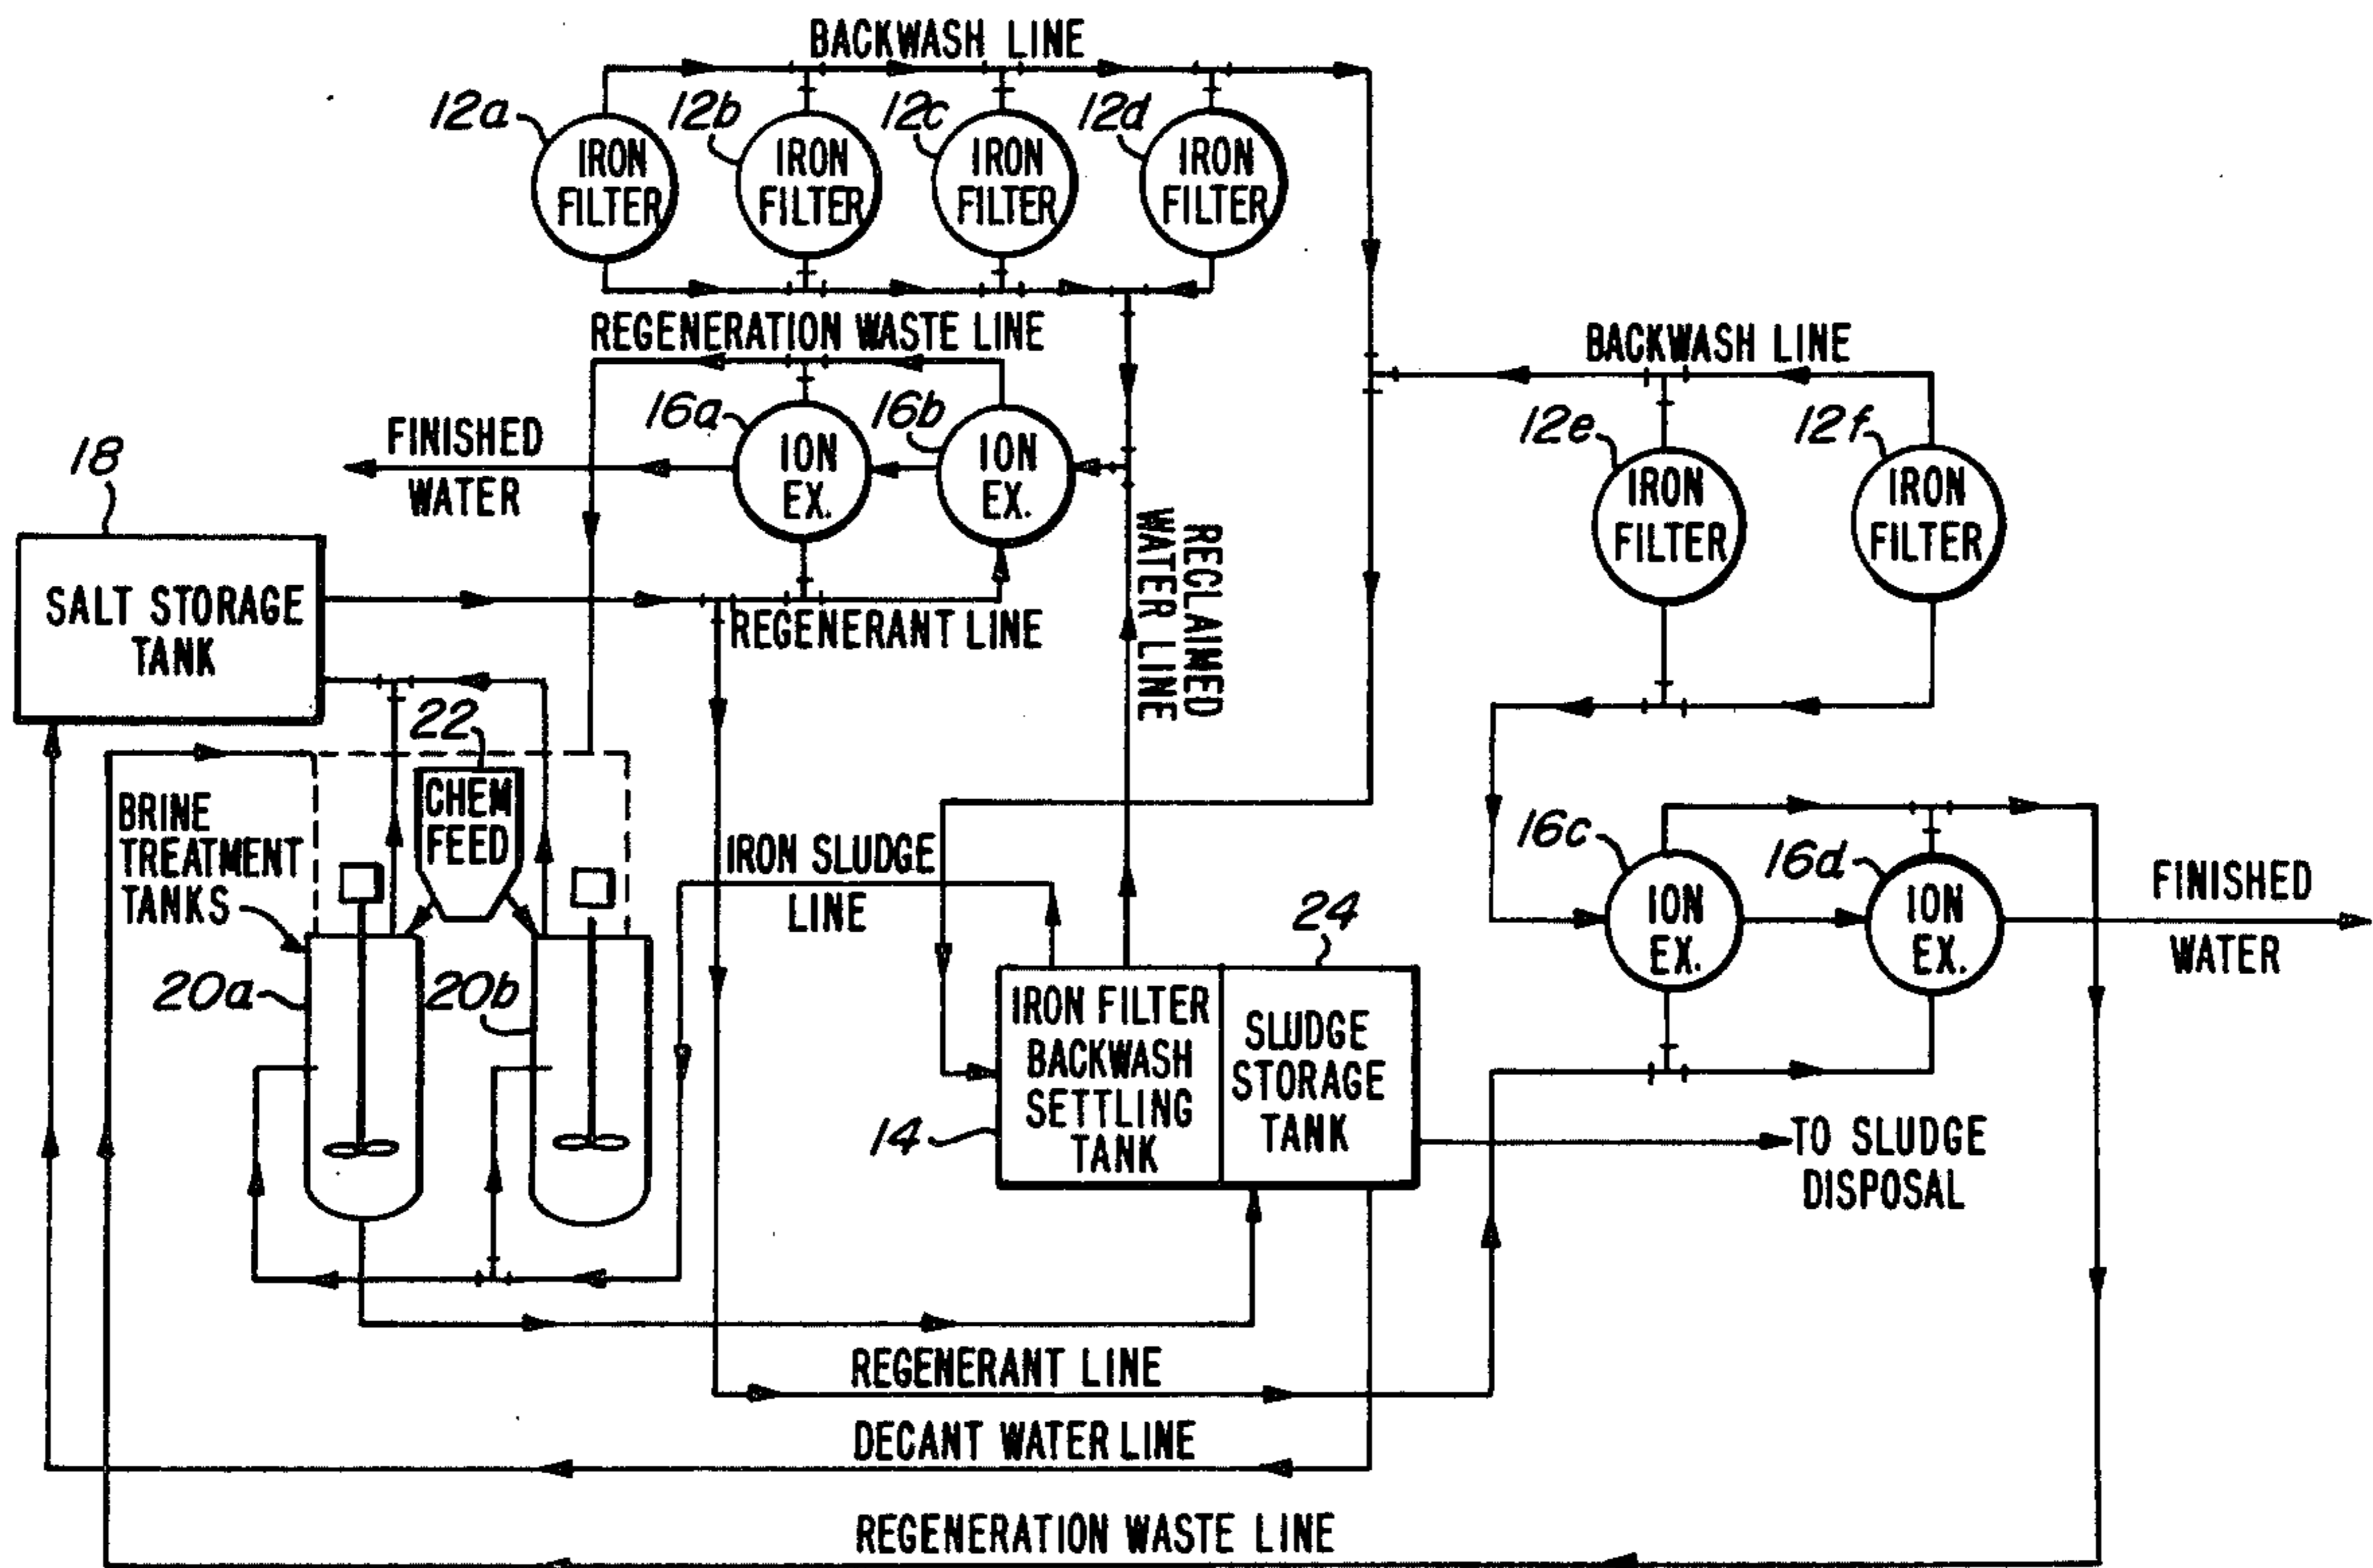 BACKWASH LINE
12a
12b
12c
12d
IRON
FILTER
IRON
FILTER
IRON
FILTER
IRON
FILTER
REGENERATION WASTE LINE
BACKWASH LINE
16a
16b
12e
12f
FINISHED
WATER
ION
EX.
ION
EX.
IRON
FILTER
IRON
FILTER
18
SALT STORAGE
TANK
REGENERANT LINE
RECLAIMED
WATER LINE
22
CHEM
FEED
BRINE
TREATMENT
TANKS
IRON SLUDGE
LINE
16c
16d
ION
EX.
ION
EX.
FINISHED
WATER
24
20a
20b
IRON FILTER
BACKWASH
SETTLING
TANK
SLUDGE
STORAGE
TANK
14
TO SLUDGE
DISPOSAL
REGENERANT LINE
DECANT WATER LINE
REGENERATION WASTE LINE